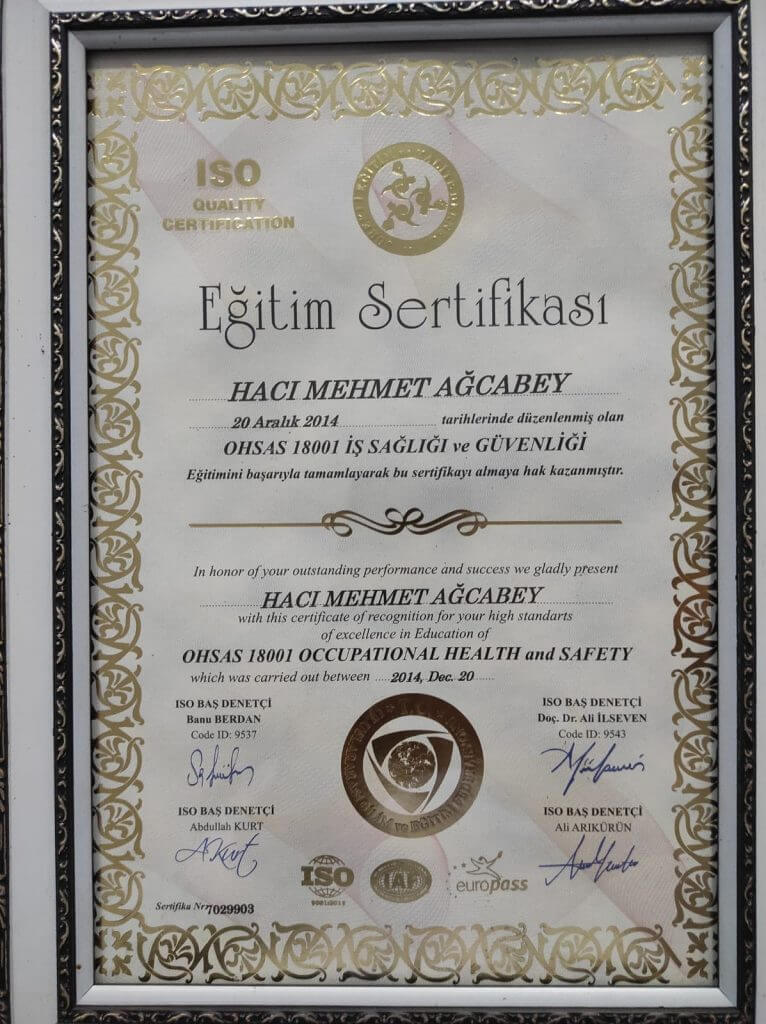 ISO
QUALITY
CERTIFICATION
Eğitim Sertifikası
HACI MEHMET AĞCABEY
20 Aralık 2014 tarihlerinde düzenlenmiş olan
OHSAS 18001 İŞ SAĞLIĞI ve GÜVENLİĞİ
Eğitimini başarıyla tamamlayarak bu sertifikayı almaya hak kazanmıştır.
In honor of your outstanding performance and success we gladly present
HACI MEHMET AĞCABEY
with this certificate of recognition for your high standarts
of excellence in Education of
OHSAS 18001 OCCUPATIONAL HEALTH and SAFETY
which was carried out between ..... 2014, Dec. 20 ......
ISO BAŞ DENETÇİ
Banu BERDAN
Code ID: 9537
ISO BAŞ DENETÇİ
Doç. Dr. Ali İLSEVEN
Code ID: 9543
ISO BAŞ DENETÇİ
Abdullah KURT
A.Kurt
ISO BAŞ DENETÇİ
Ali ARIKÜRÜN
ISO
9001:2015
IAF
europass
Sertifika Nr: 7029903